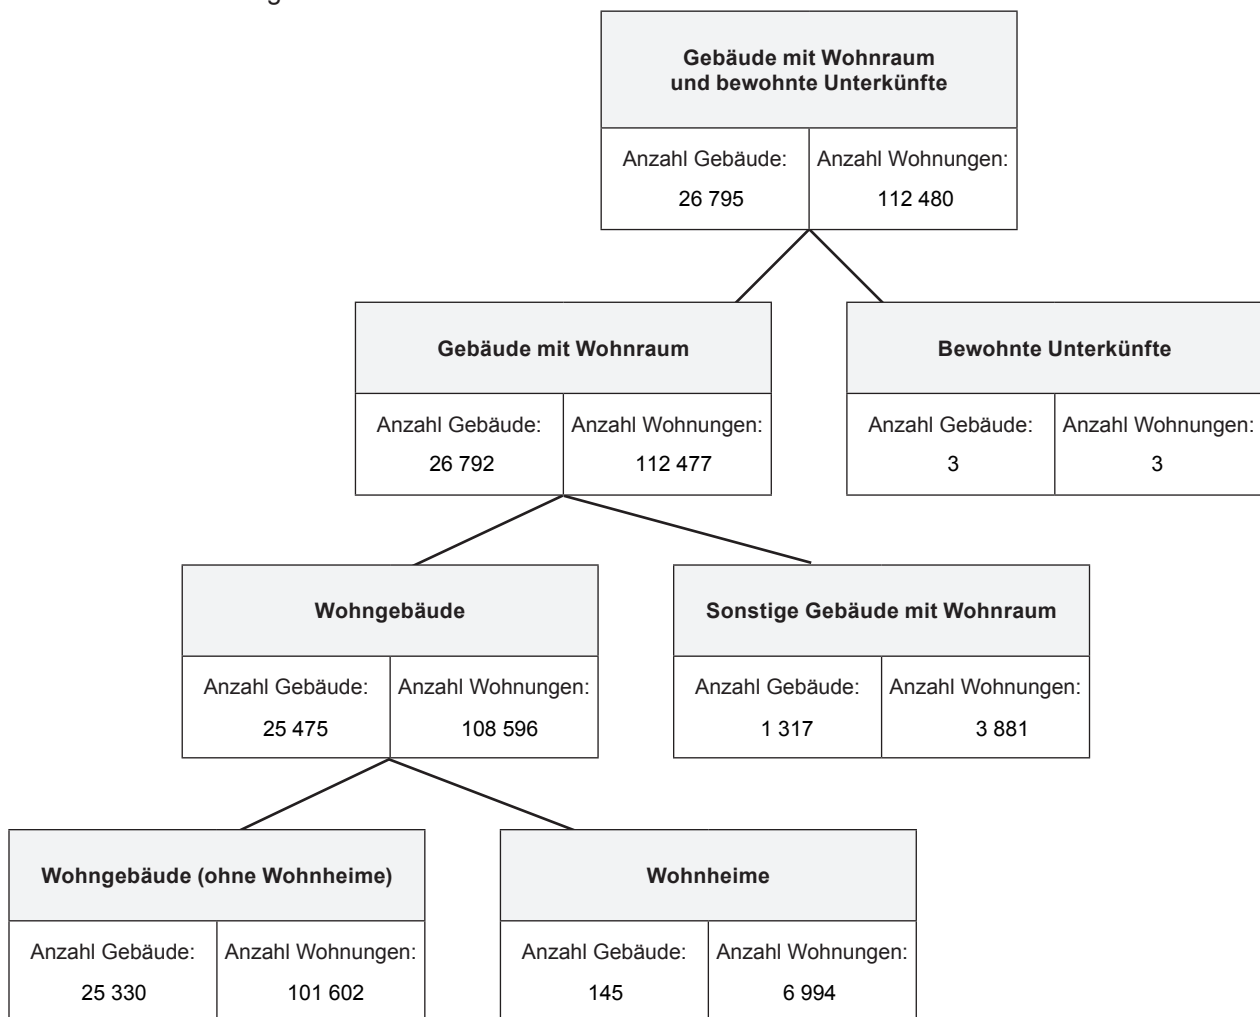 Gebäude mit Wohnraum
und bewohnte Unterkünfte
Anzahl Gebäude: Anzahl Wohnungen:
26 795 112 480
Gebäude mit Wohnraum
Anzahl Gebäude: Anzahl Wohnungen:
26 792 112 477
Bewohnte Unterkünfte
Anzahl Gebäude: Anzahl Wohnungen:
3 3
Wohngebäude
Anzahl Gebäude: Anzahl Wohnungen:
25 475 108 596
Sonstige Gebäude mit Wohnraum
Anzahl Gebäude: Anzahl Wohnungen:
1 317 3 881
Wohngebäude (ohne Wohnheime)
Anzahl Gebäude: Anzahl Wohnungen:
25 330 101 602
Wohnheime
Anzahl Gebäude: Anzahl Wohnungen:
145 6 994